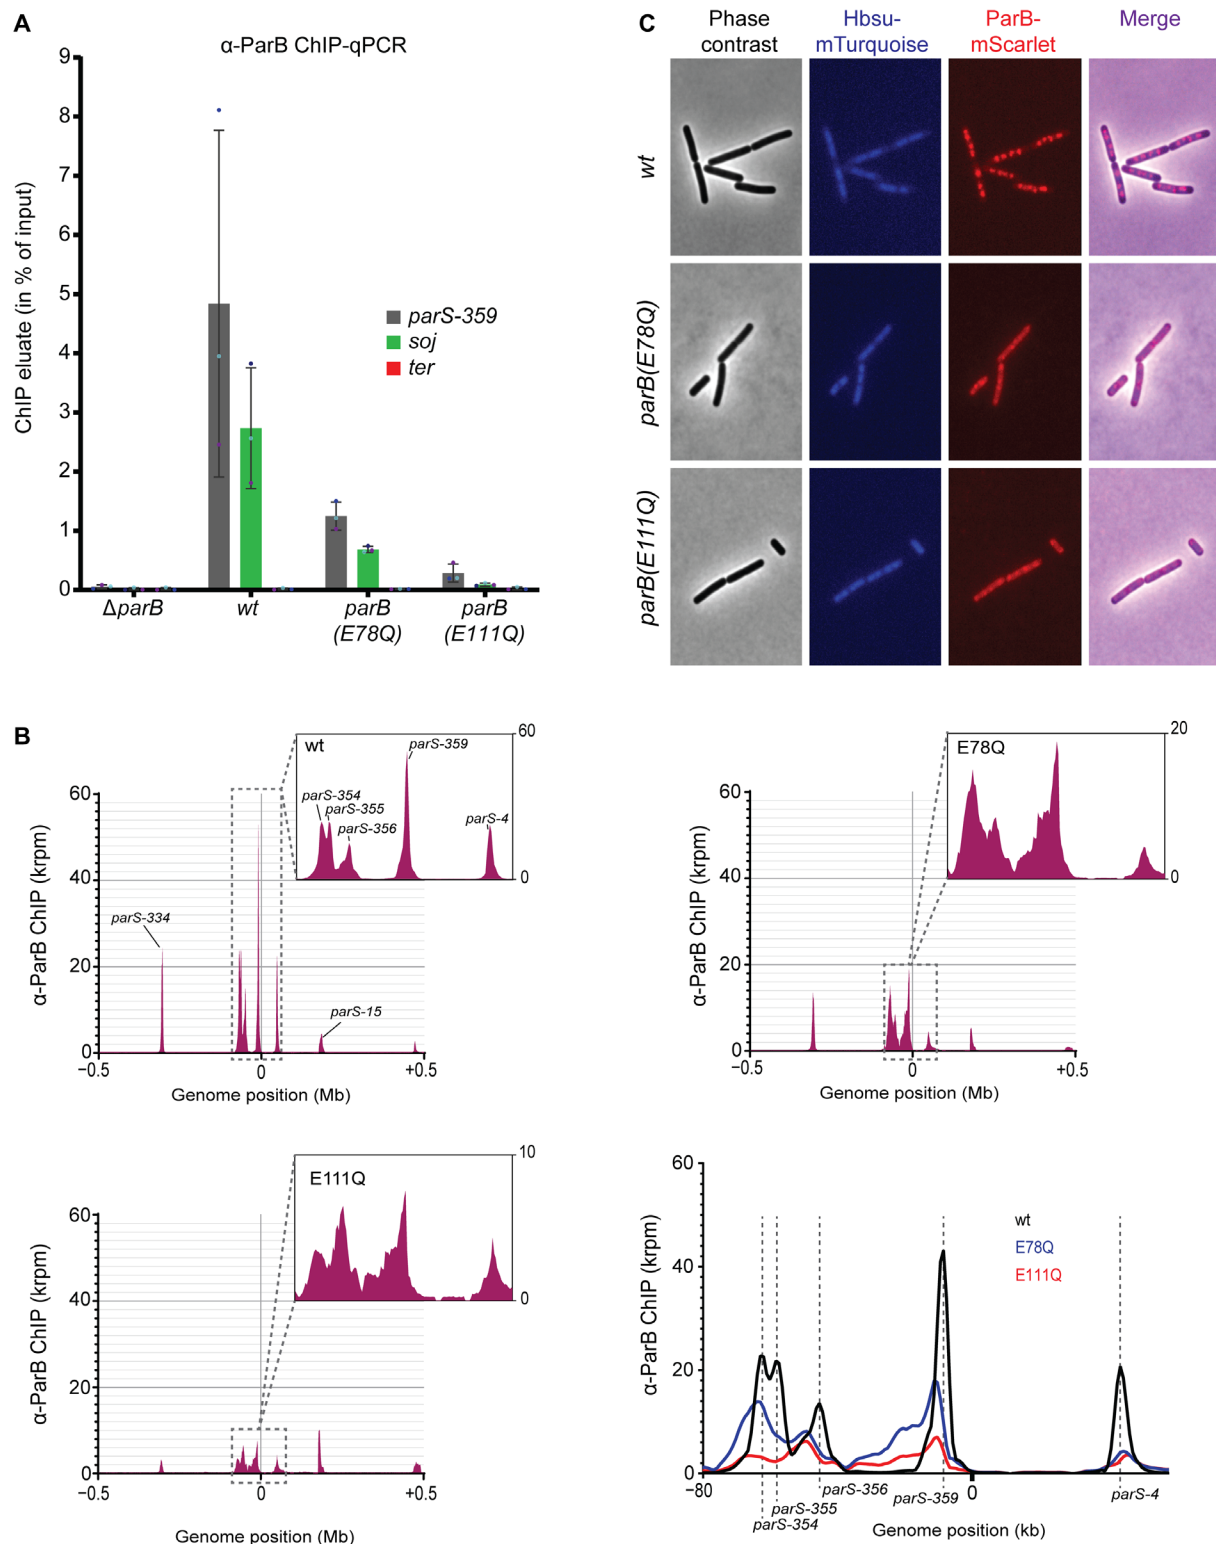 A
α-ParB ChIP-qPCR
ChIP eluate (in % of input)
9
8
7
6
5
4
3
2
1
0
parS-359
soj
ter
ΔparB
wt
parB
(E78Q)
parB
(E111Q)
C
Phase
contrast
Hbsu-
mTurquoise
ParB-
mScarlet
Merge
wt
parB(E78Q)
parB(E111Q)
B
α-ParB ChIP (krpm)
60
40
20
0
−0.5
0
+0.5
Genome position (Mb)
parS-334
parS-15
wt
60
0
parS-359
parS-354
parS-355
parS-356
parS-4
α-ParB ChIP (krpm)
60
40
20
0
−0.5
0
+0.5
Genome position (Mb)
E78Q
20
0
α-ParB ChIP (krpm)
60
40
20
0
−0.5
0
+0.5
Genome position (Mb)
E111Q
10
0
α-ParB ChIP (krpm)
60
40
20
0
wt
E78Q
E111Q
−80
0
parS-356
parS-359
parS-4
parS-355
parS-354
Genome position (kb)